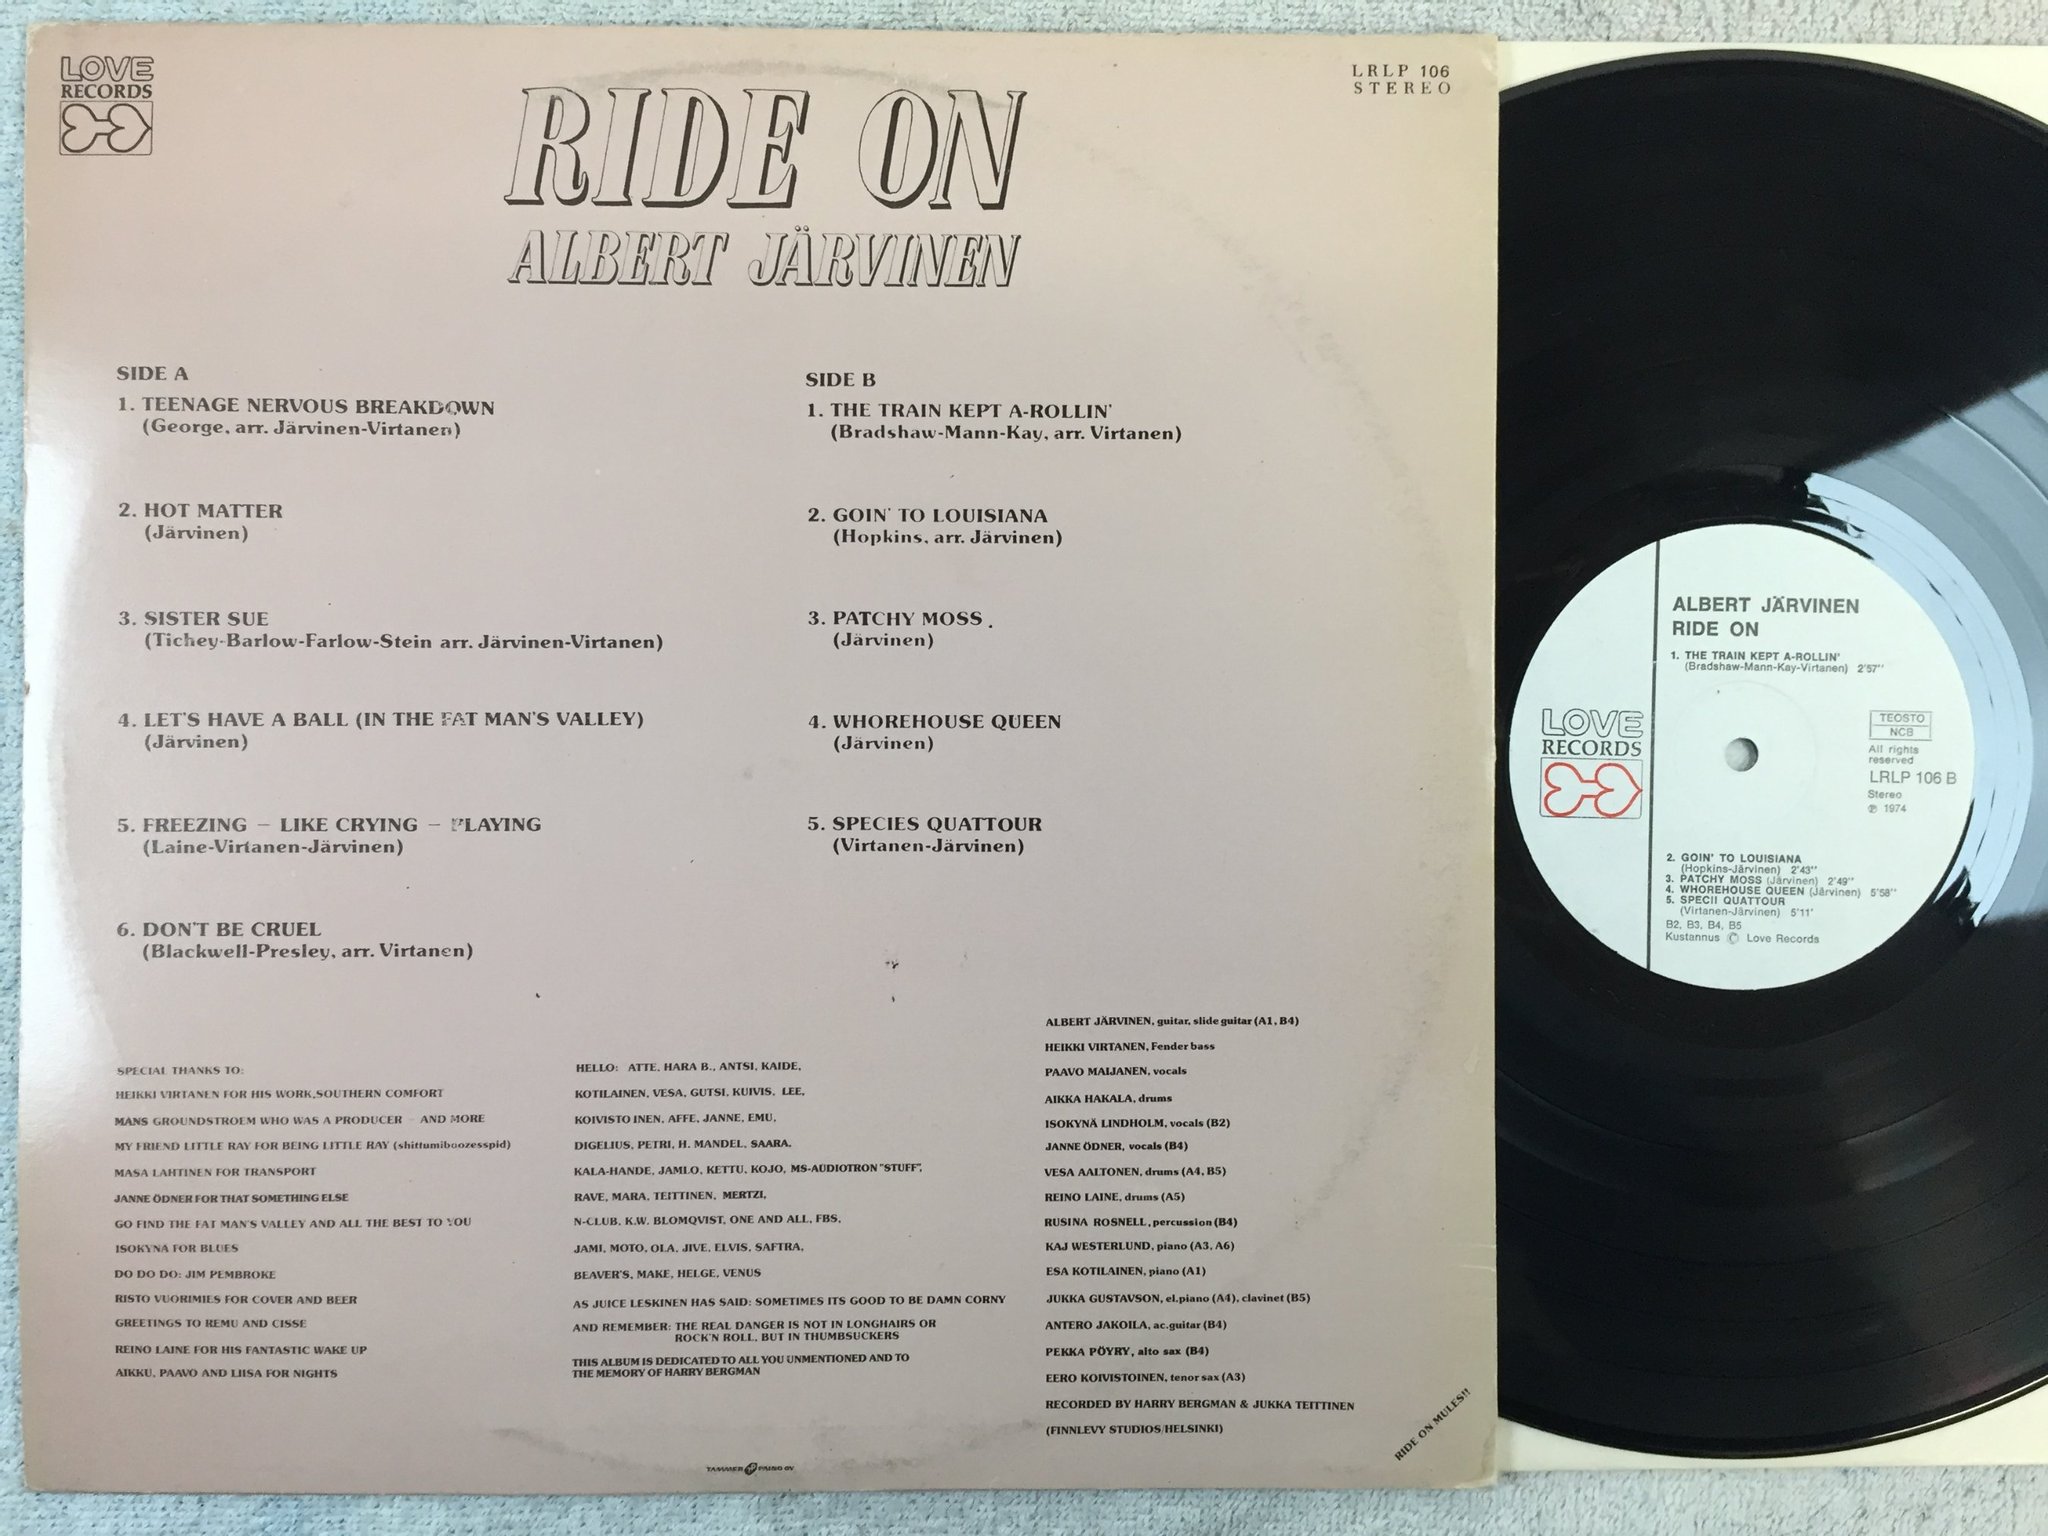 LOVE
RECORDS
LRLP 106
STEREO
RIDE ON
ALBERT JÄRVINEN
SIDE A
1. TEENAGE NERVOUS BREAKDOWN
(George, arr. Järvinen-Virtanen)
2. HOT MATTER
(Järvinen)
3. SISTER SUE
(Tichey-Barlow-Farlow-Stein arr. Järvinen-Virtanen)
4. LET'S HAVE A BALL (IN THE FAT MAN'S VALLEY)
(Järvinen)
5. FREEZING – LIKE CRYING – PLAYING
(Laine-Virtanen-Järvinen)
6. DON'T BE CRUEL
(Blackwell-Presley, arr. Virtanen)
SIDE B
1. THE TRAIN KEPT A-ROLLIN'
(Bradshaw-Mann-Kay, arr. Virtanen)
2. GOIN' TO LOUISIANA
(Hopkins, arr. Järvinen)
3. PATCHY MOSS
(Järvinen)
4. WHOREHOUSE QUEEN
(Järvinen)
5. SPECIES QUATTOUR
(Virtanen-Järvinen)
SPECIAL THANKS TO:
HEIKKI VIRTANEN FOR HIS WORK,SOUTHERN COMFORT
MANS GROUNDSTROEM WHO WAS A PRODUCER – AND MORE
MY FRIEND LITTLE RAY FOR BEING LITTLE RAY (shittumiboozesspid)
MASA LAHTINEN FOR TRANSPORT
JANNE ÖDNER FOR THAT SOMETHING ELSE
GO FIND THE FAT MAN'S VALLEY AND ALL THE BEST TO YOU
ISOKYNA FOR BLUES
DO DO DO: JIM PEMBROKE
RISTO VUORIMIES FOR COVER AND BEER
GREETINGS TO REMU AND CISSE
REINO LAINE FOR HIS FANTASTIC WAKE UP
AIKKU, PAAVO AND LIISA FOR NIGHTS
HELLO: ATTE, HARA B., ANTSI, KAIDE,
KOTILAINEN, VESA, GUTSI, KUIVIS, LEE,
KOIVISTO INEN, AFFE, JANNE, EMU,
DIGELIUS, PETRI, H. MANDEL, SAARA,
KALA-HANDE, JAMLO, KETTU, KOJO, MS-AUDIOTRON "STUFF",
RAVE, MARA, TEITTINEN, MERTZI,
N-CLUB, K.W. BLOMQVIST, ONE AND ALL, FBS,
JAMI, MOTO, OLA, JIVE, ELVIS, SAFTRA,
BEAVER'S, MAKE, HELGE, VENUS
AS JUICE LESKINEN HAS SAID: SOMETIMES ITS GOOD TO BE DAMN CORNY
AND REMEMBER: THE REAL DANGER IS NOT IN LONGHAIRS OR
ROCK'N ROLL, BUT IN THUMBSUCKERS
THIS ALBUM IS DEDICATED TO ALL YOU UNMENTIONED AND TO
THE MEMORY OF HARRY BERGMAN
ALBERT JÄRVINEN, guitar, slide guitar (A1, B4)
HEIKKI VIRTANEN, Fender bass
PAAVO MAIJANEN, vocals
AIKKA HAKALA, drums
ISOKYNÄ LINDHOLM, vocals (B2)
JANNE ÖDNER, vocals (B4)
VESA AALTONEN, drums (A4, B5)
REINO LAINE, drums (A5)
RUSINA ROSNELL, percussion (B4)
KAJ WESTERLUND, piano (A3, A6)
ESA KOTILAINEN, piano (A1)
JUKKA GUSTAVSON, el.piano (A4), clavinet (B5)
ANTERO JAKOILA, ac.guitar (B4)
PEKKA PÖYRY, alto sax (B4)
EERO KOIVISTOINEN, tenor sax (A3)
RECORDED BY HARRY BERGMAN & JUKKA TEITTINEN
(FINNLEVY STUDIOS/HELSINKI)
RIDE ON MULES!!
TAMMER PAINO OY
ALBERT JÄRVINEN
RIDE ON
1. THE TRAIN KEPT A-ROLLIN'
(Bradshaw-Mann-Kay-Virtanen) 2'57''
LOVE
RECORDS
TEOSTO
NCB
All rights
reserved
LRLP 106 B
Stereo
℗ 1974
2. GOIN' TO LOUISIANA
(Hopkins-Järvinen) 2'43''
3. PATCHY MOSS (Järvinen) 2'49''
4. WHOREHOUSE QUEEN (Järvinen) 5'58''
5. SPECII QUATTOUR
(Virtanen-Järvinen) 5'11'
B2, B3, B4, B5
Kustannus © Love Records